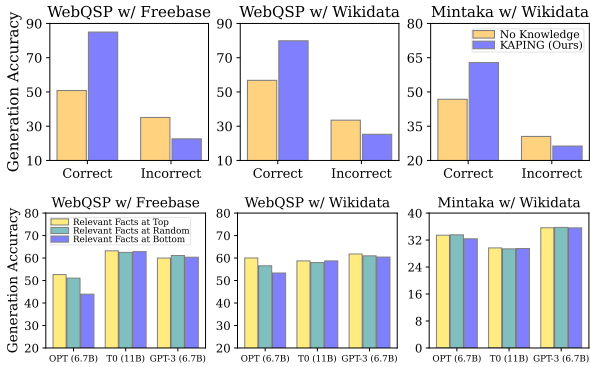 WebQSP w/ Freebase
WebQSP w/ Wikidata
Mintaka w/ Wikidata
Generation Accuracy
90
70
50
30
10
Correct
Incorrect
90
70
50
30
10
Correct
Incorrect
80
65
50
35
20
No Knowledge
KAPING (Ours)
Correct
Incorrect
WebQSP w/ Freebase
WebQSP w/ Wikidata
Mintaka w/ Wikidata
Generation Accuracy
80
70
60
50
40
30
20
Relevant Facts at Top
Relevant Facts at Random
Relevant Facts at Bottom
OPT (6.7B)
T0 (11B)
GPT-3 (6.7B)
80
70
60
50
40
30
20
OPT (6.7B)
T0 (11B)
GPT-3 (6.7B)
40
32
24
16
8
0
OPT (6.7B)
T0 (11B)
GPT-3 (6.7B)